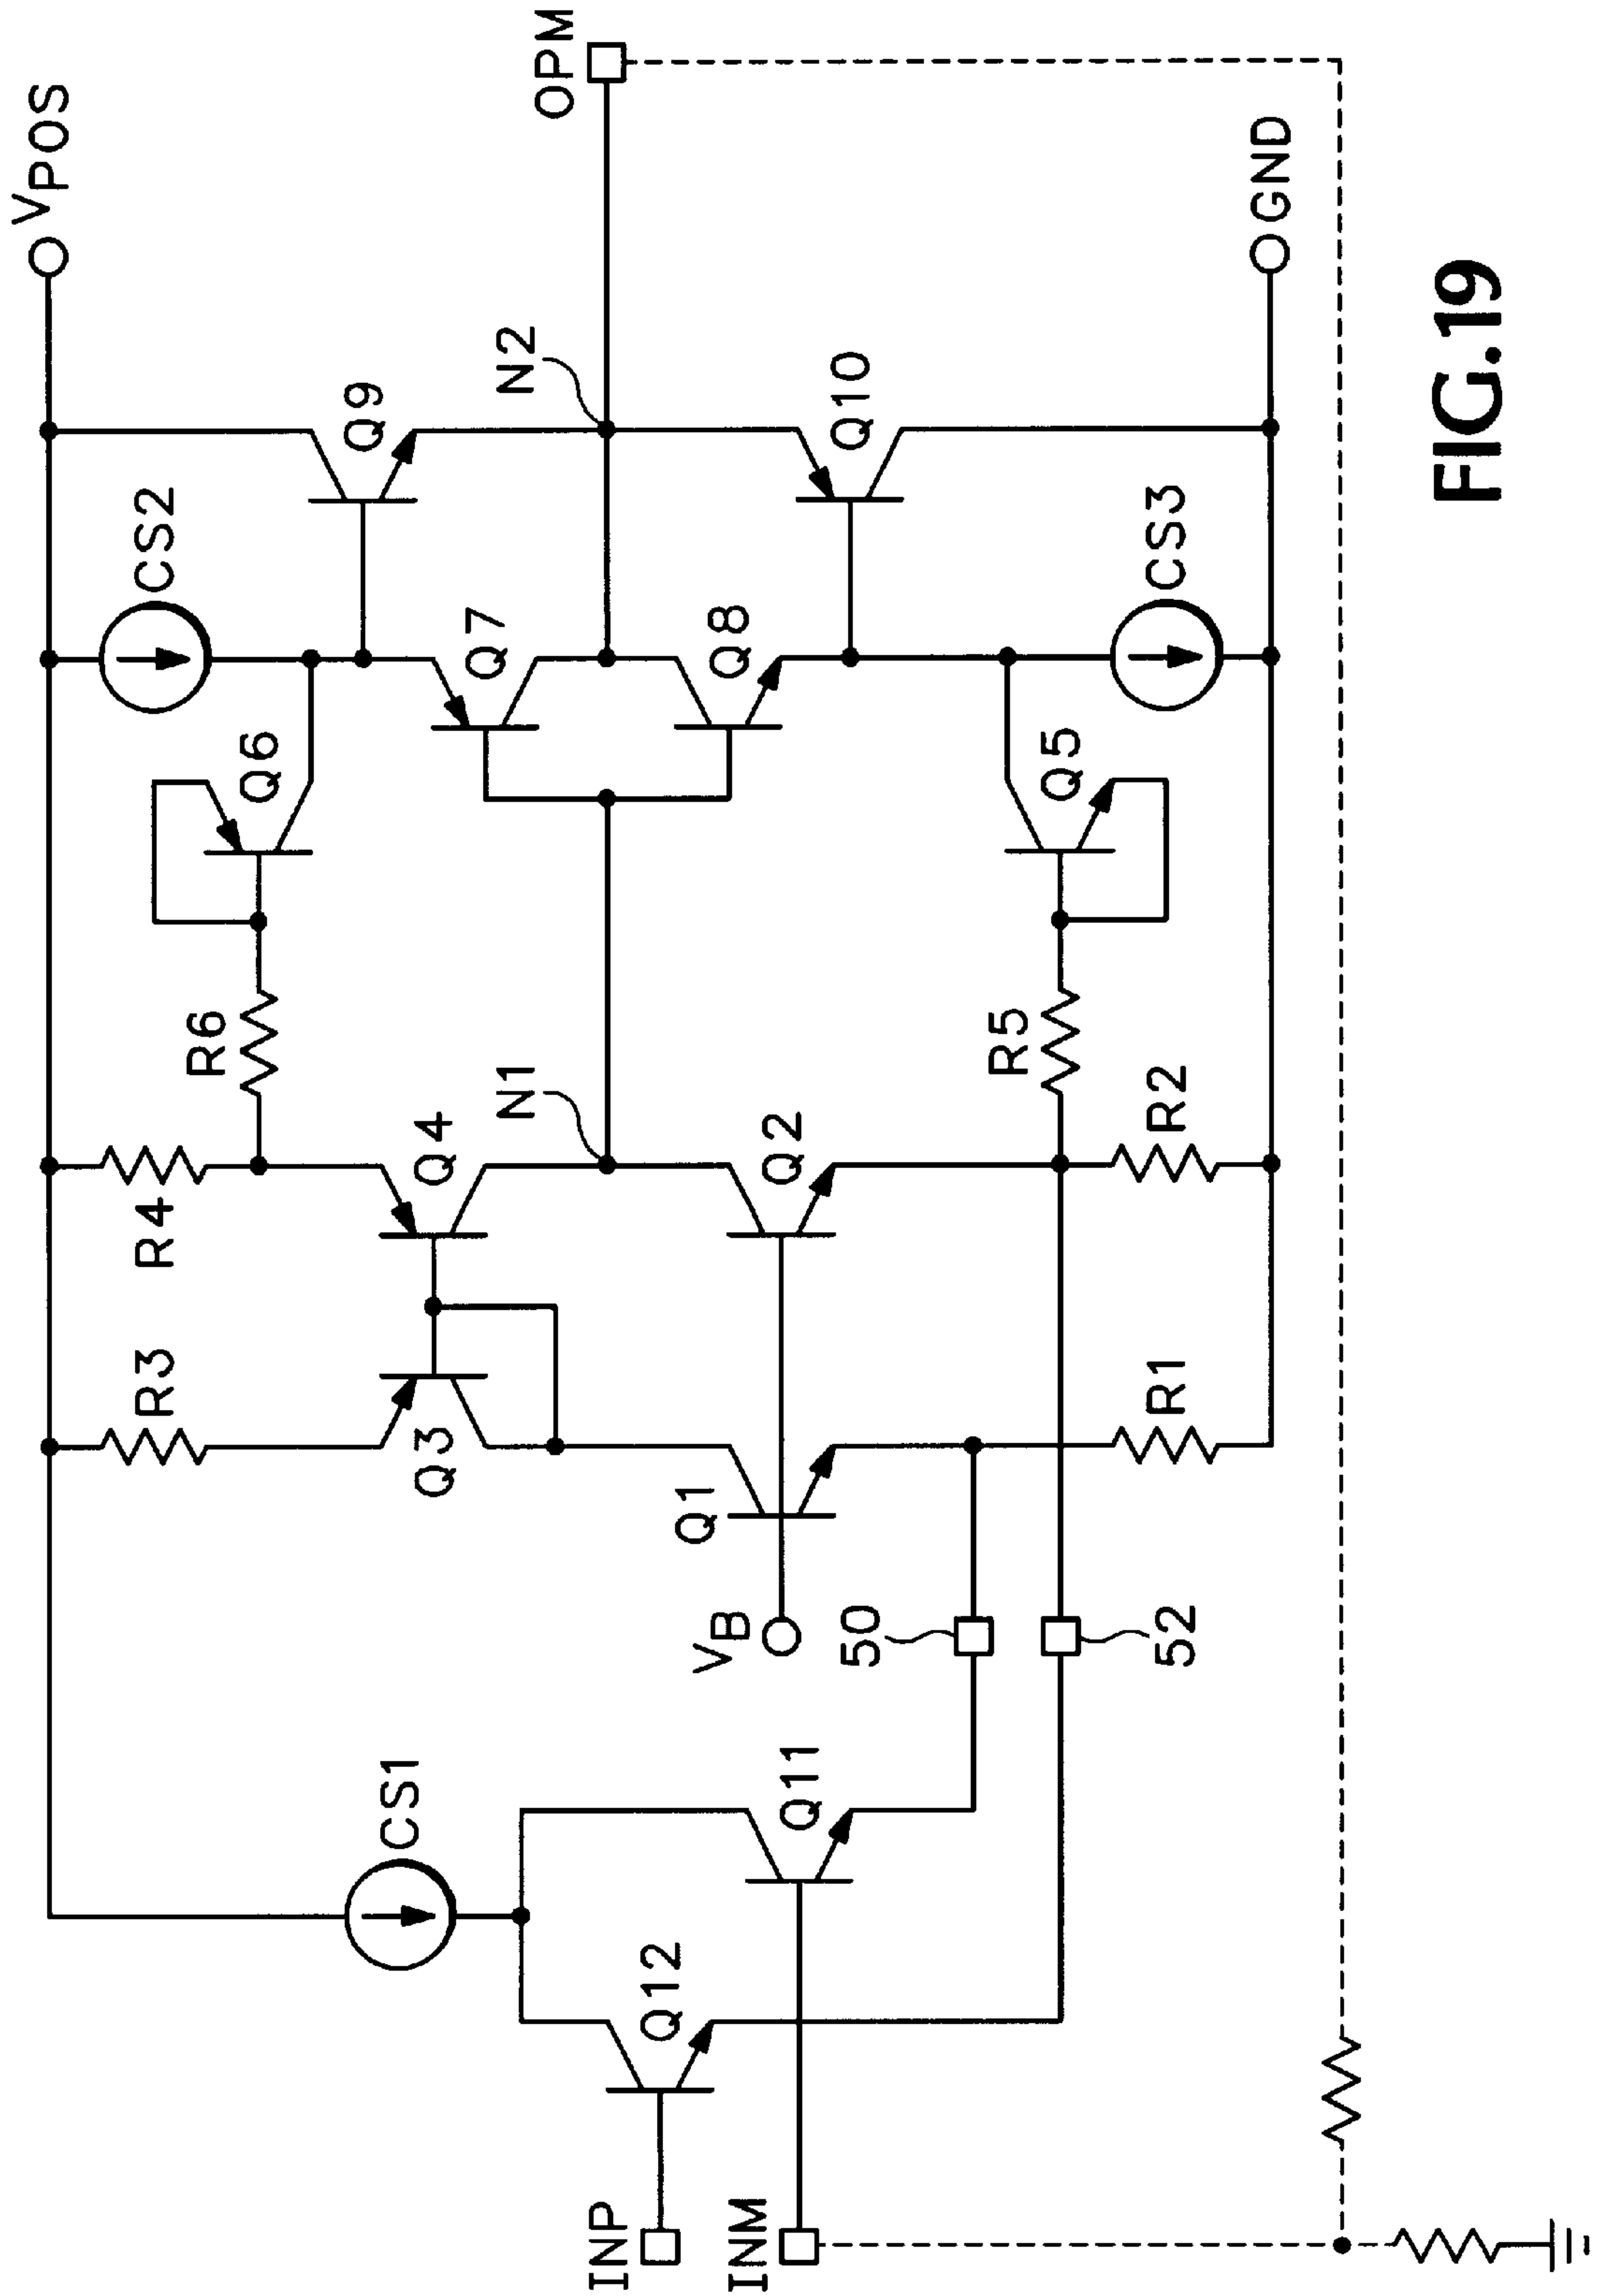 VPOS
CS2
R4
R3
R6
Q6
Q9
OPM
CS1
Q3
Q4
Q7
N1
N2
INP
Q12
Q1
Q2
Q8
INM
Q11
VB
Q10
50
R5
Q5
52
R1
R2
CS3
GND
FIG.19